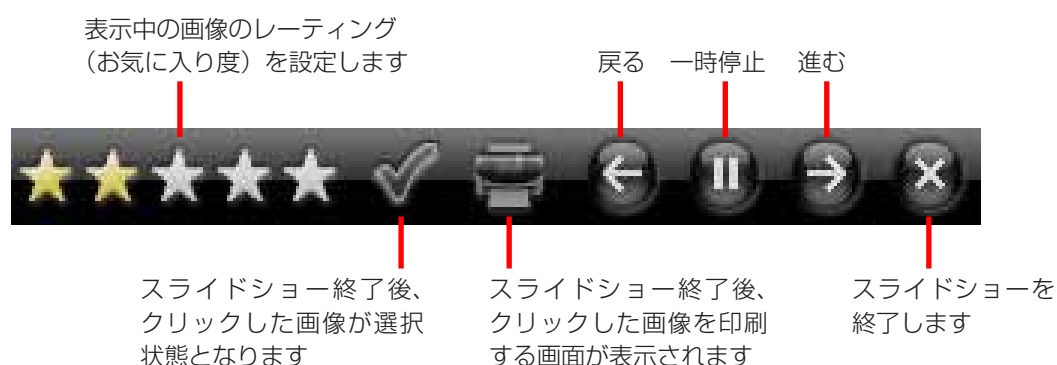 表示中の画像のレーティング
（お気に入り度）を設定します
戻る
一時停止
進む
スライドショー終了後、
クリックした画像が選択
状態となります
スライドショー終了後、
クリックした画像を印刷
する画面が表示されます
スライドショーを
終了します